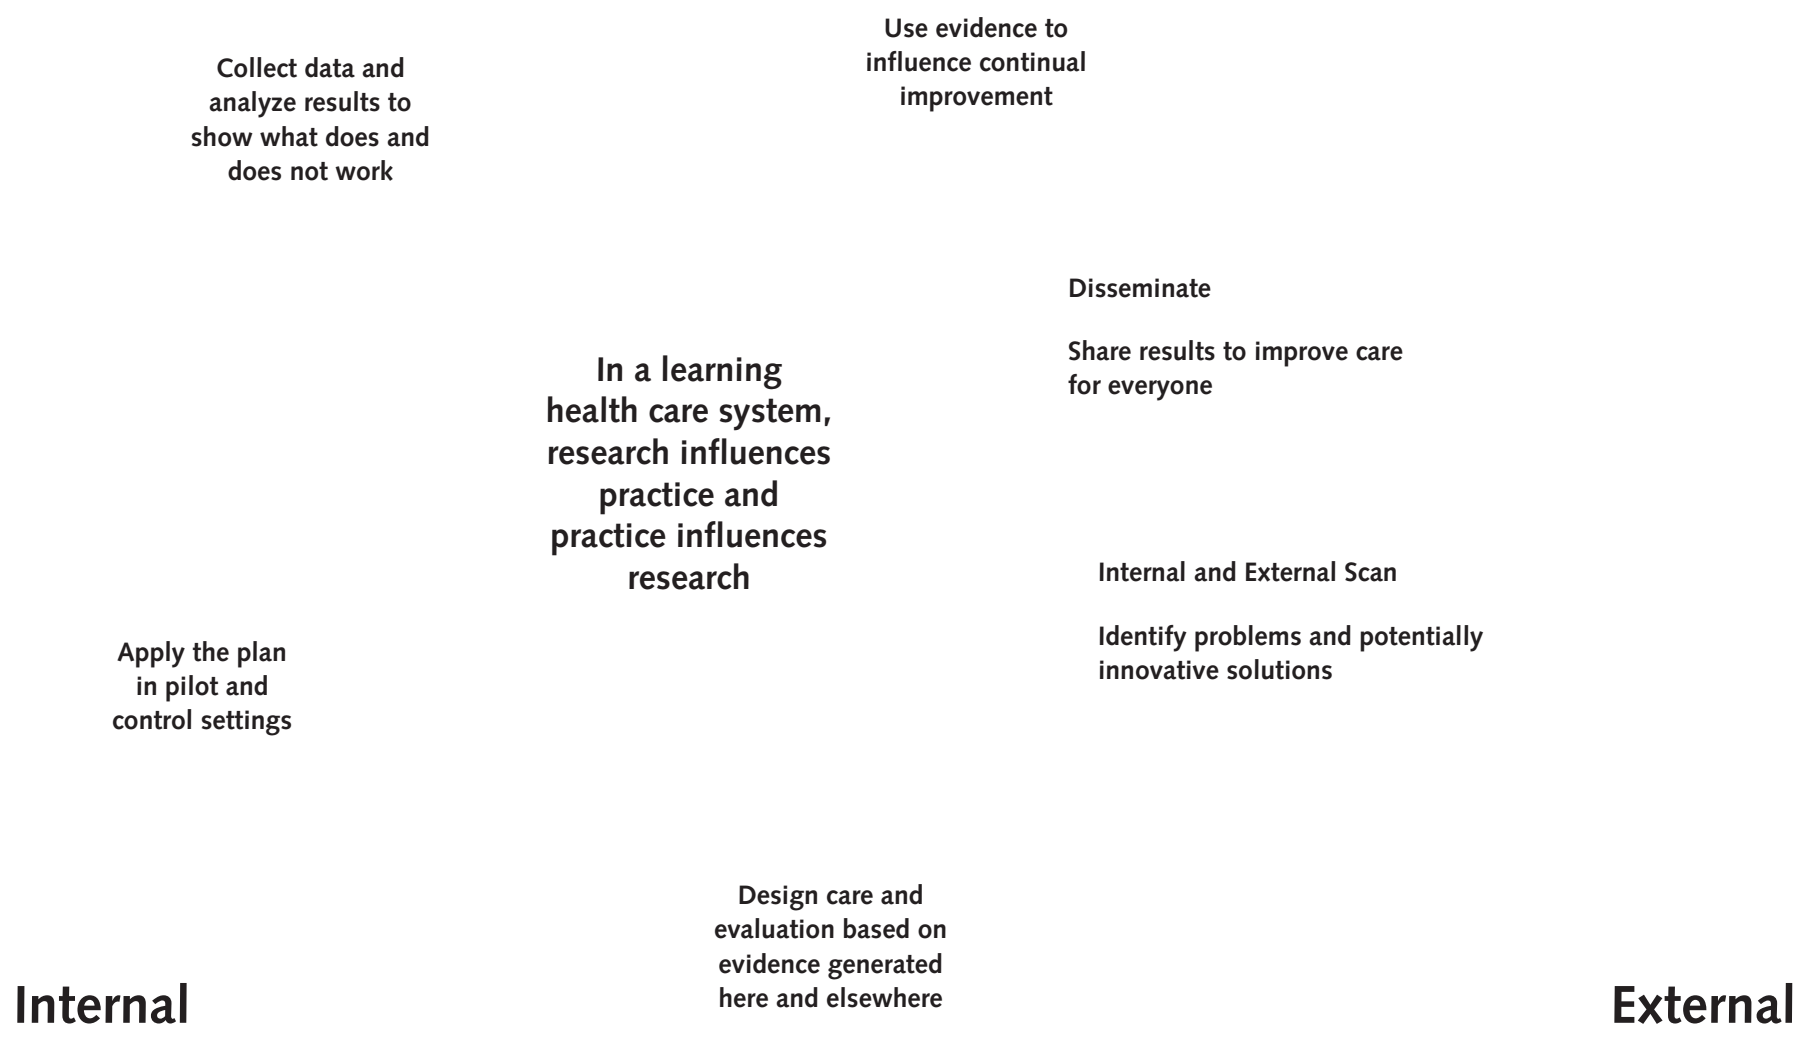 Use evidence to
influence continual
improvement
Collect data and
analyze results to
show what does and
does not work
Disseminate
Share results to improve care
for everyone
In a learning
health care system,
research influences
practice and
practice influences
research
Internal and External Scan
Identify problems and potentially
innovative solutions
Apply the plan
in pilot and
control settings
Design care and
evaluation based on
evidence generated
here and elsewhere
Internal
External